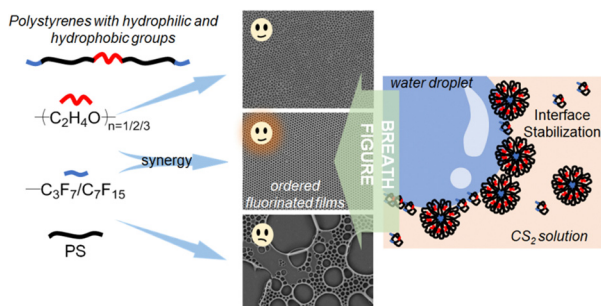 Polystyrenes with hydrophilic and
hydrophobic groups
(C2H4O)n=1/2/3
synergy
—C3F7/C7F15
PS
ordered
fluorinated films
BREATH
FIGURE
water droplet
Interface
Stabilization
CS2 solution